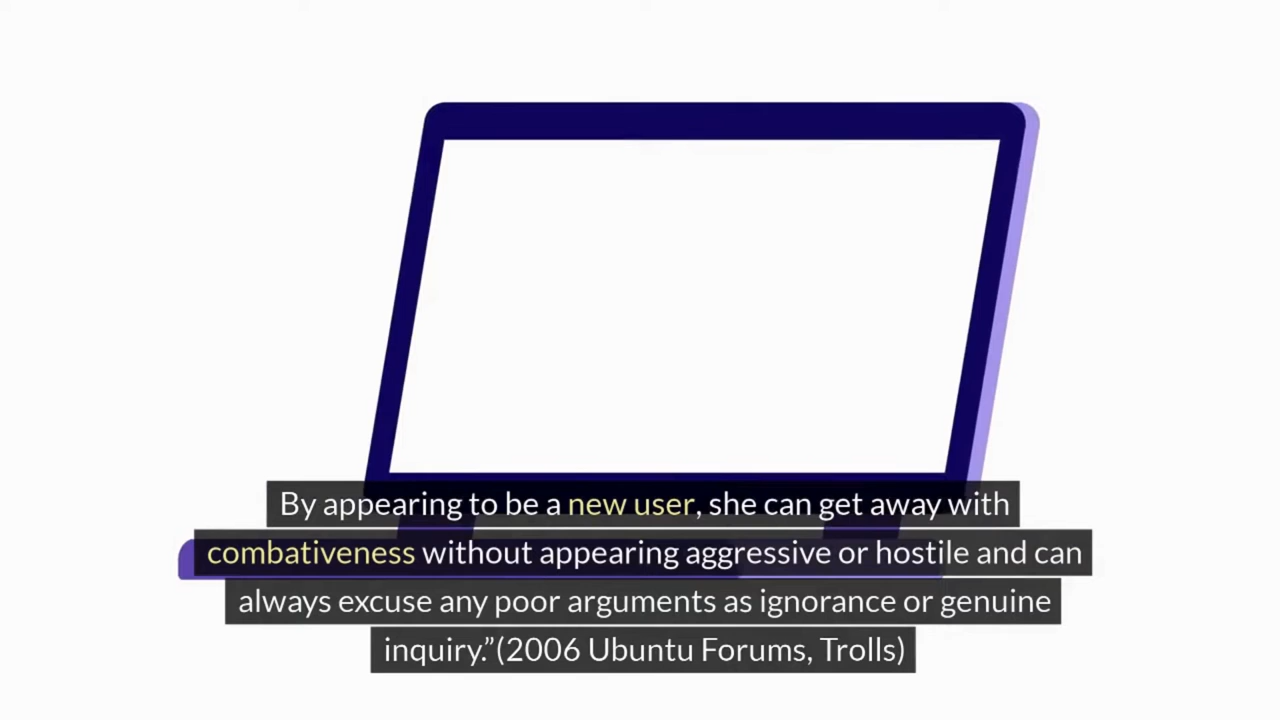 By appearing to be a new user, she can get away with
combativeness without appearing aggressive or hostile and can
always excuse any poor arguments as ignorance or genuine
inquiry.”(2006 Ubuntu Forums, Trolls)